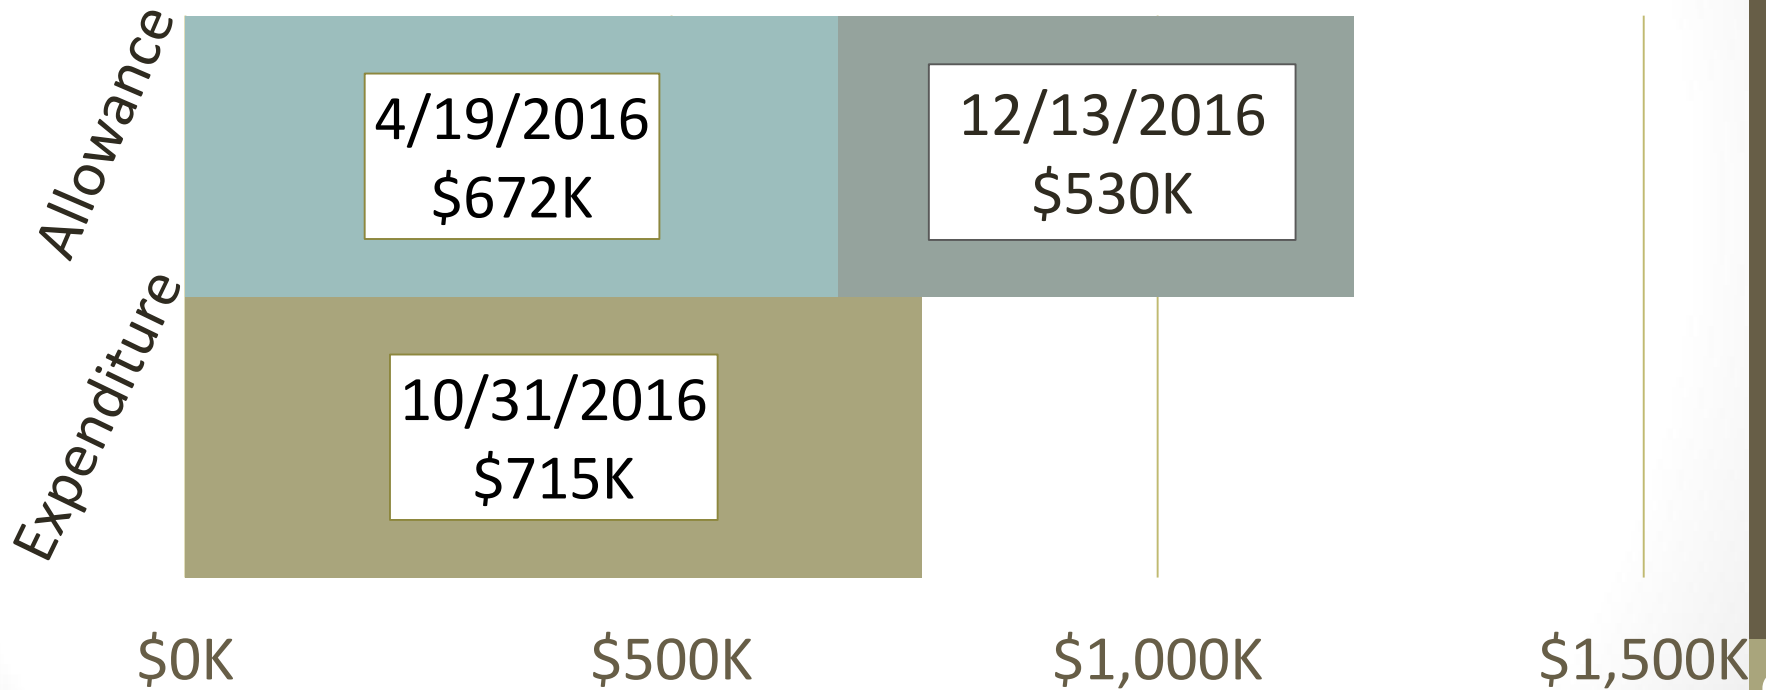 Allowance
4/19/2016
$672K
12/13/2016
$530K
Expenditure
10/31/2016
$715K
$0K
$500K
$1,000K
$1,500K